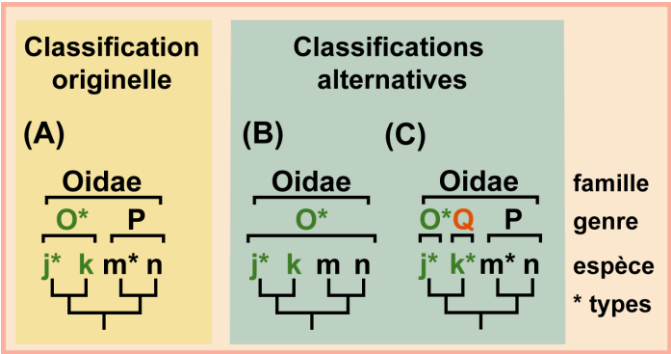 Classification
originelle
Classifications
alternatives
(A)
(B)
(C)
Oidae
Oidae
Oidae
famille
O* P
O*
O* Q P
genre
j* k m* n
j* k m n
j* k* m* n
espèce
* types